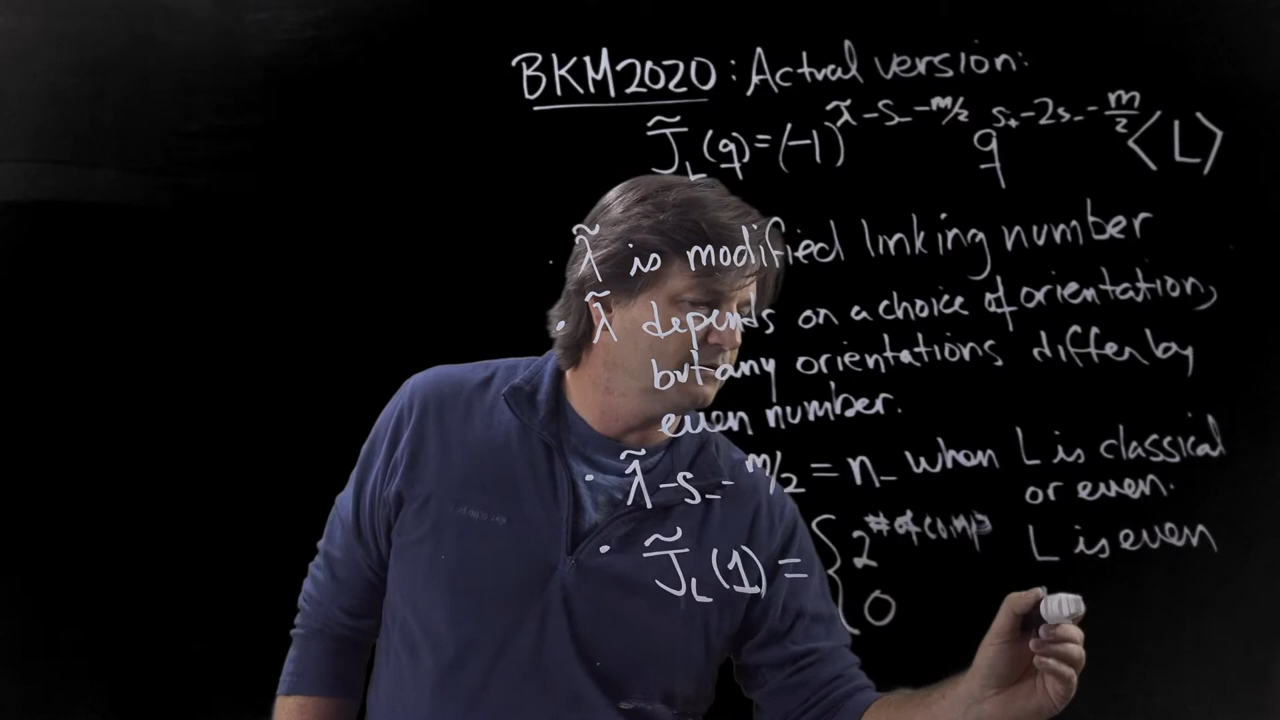 BKM2020: Actual version:
J̃_L(q) = (-1)^{λ̃-S_- - m/2} q^{s_+ - 2s_- - m/2} <L>
· λ̃ is modified linking number
• λ̃ depends on a choice of orientation,
but any orientations differ by
even number.
• λ̃ - S_- - m/2 = n_- when L is classical
or even.
• J̃_L(1) = { 2^{# of comp} L is even
{ 0